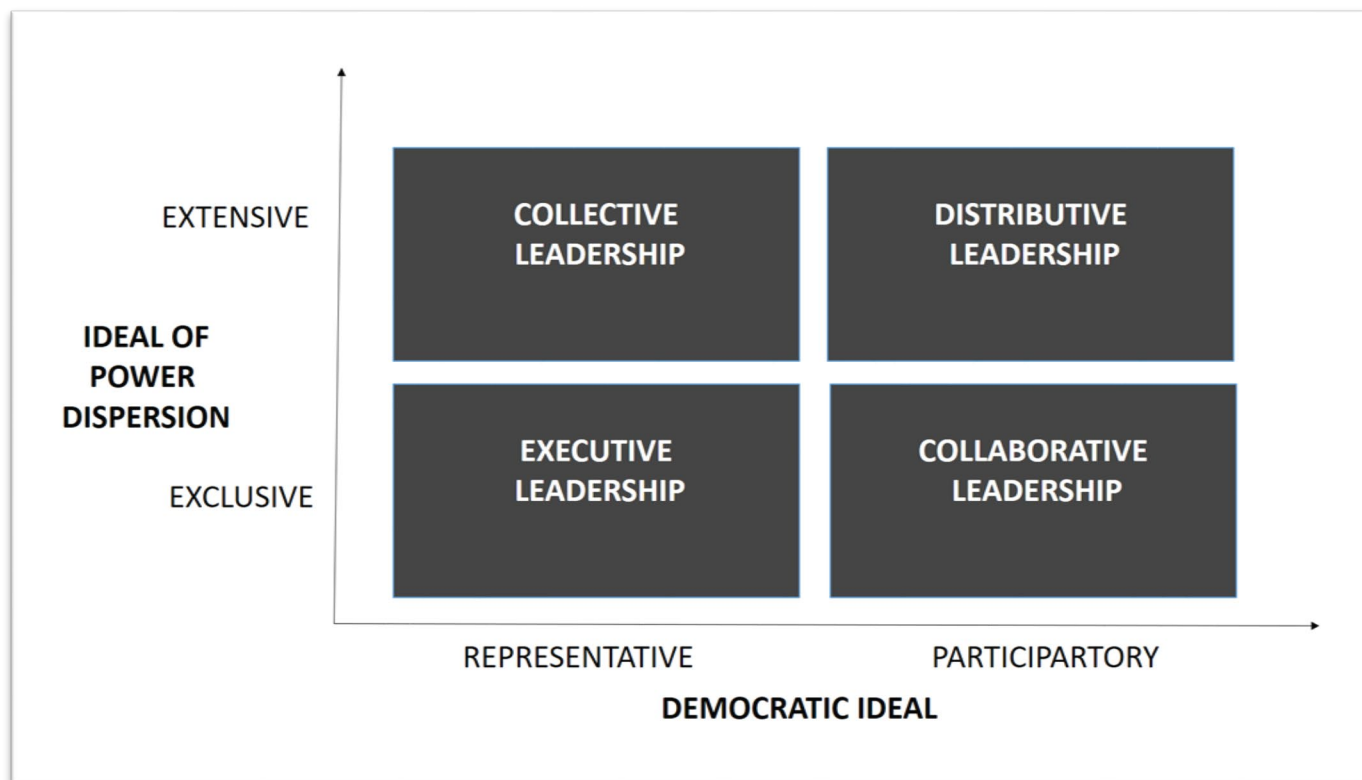 EXTENSIVE
COLLECTIVE
LEADERSHIP
DISTRIBUTIVE
LEADERSHIP
IDEAL OF
POWER
DISPERSION
EXCLUSIVE
EXECUTIVE
LEADERSHIP
COLLABORATIVE
LEADERSHIP
REPRESENTATIVE
PARTICIPARTORY
DEMOCRATIC IDEAL